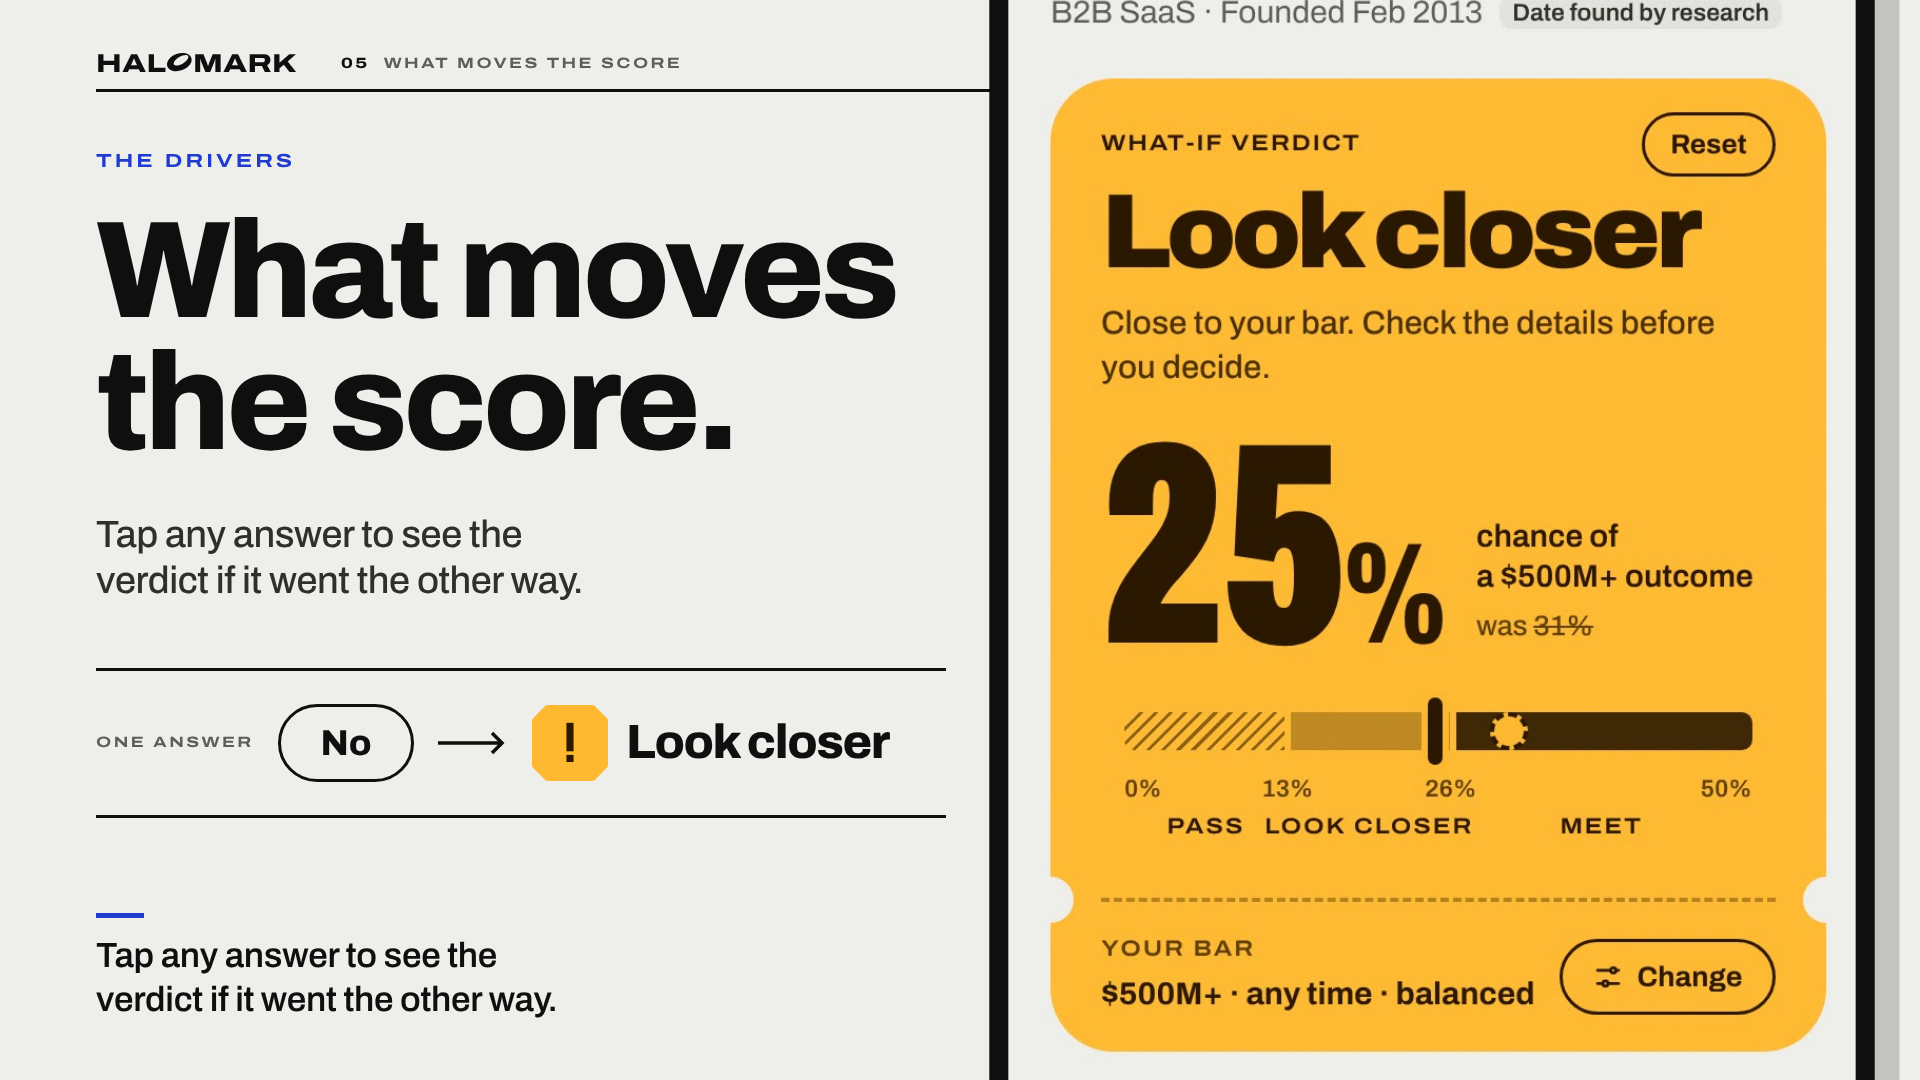 HALOMARK
05 WHAT MOVES THE SCORE
THE DRIVERS
What moves
the score.
Tap any answer to see the
verdict if it went the other way.
ONE ANSWER
No
!
Look closer
Tap any answer to see the
verdict if it went the other way.
B2B SaaS · Founded Feb 2013
Date found by research
WHAT-IF VERDICT
Reset
Look closer
Close to your bar. Check the details before
you decide.
25%
chance of
a $500M+ outcome
was 31%
0% 13% 26% 50%
PASS LOOK CLOSER MEET
YOUR BAR
$500M+ · any time · balanced
Change